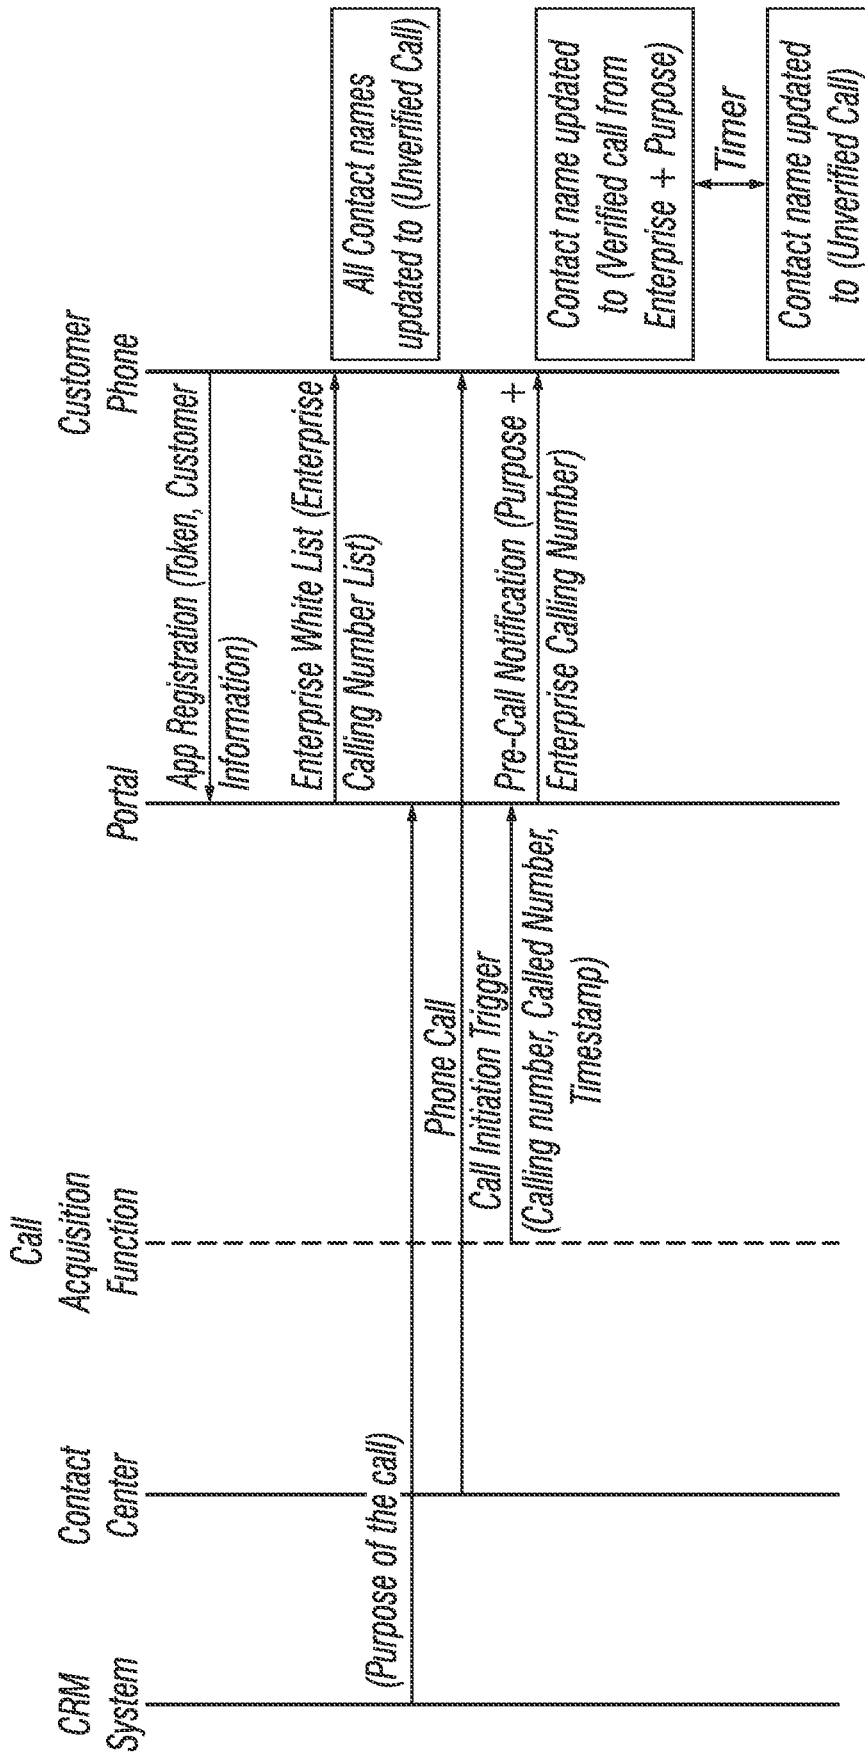 CRM
System
Contact
Center
Call
Acquisition
Function
Portal
Customer
Phone
App Registration (Token, Customer
Information)
Enterprise White List (Enterprise
Calling Number List)
All Contact names
updated to (Unverified Call)
(Purpose of the call)
Phone Call
Call Initiation Trigger
(Calling number, Called Number,
Timestamp)
Pre-Call Notification (Purpose +
Enterprise Calling Number)
Contact name updated
to (Verified call from
Enterprise + Purpose)
Timer
Contact name updated
to (Unverified Call)